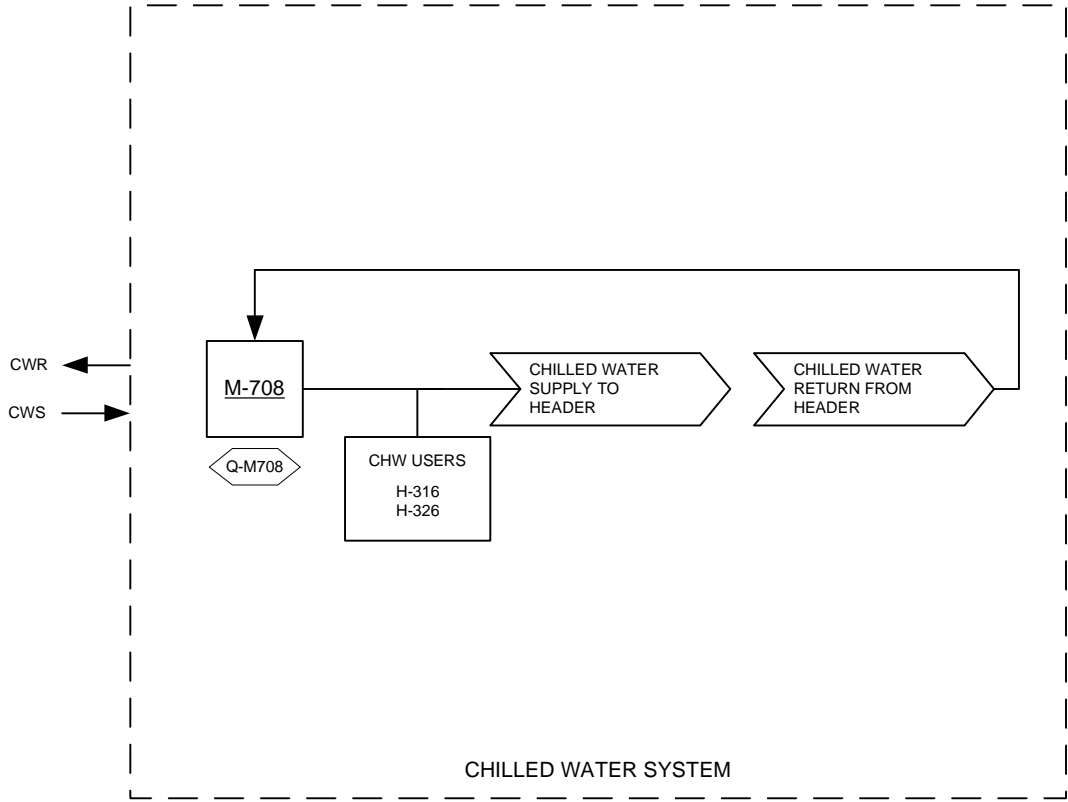 CWR
CWS
M-708
Q-M708
CHW USERS
H-316
H-326
CHILLED WATER
SUPPLY TO
HEADER
CHILLED WATER
RETURN FROM
HEADER
CHILLED WATER SYSTEM